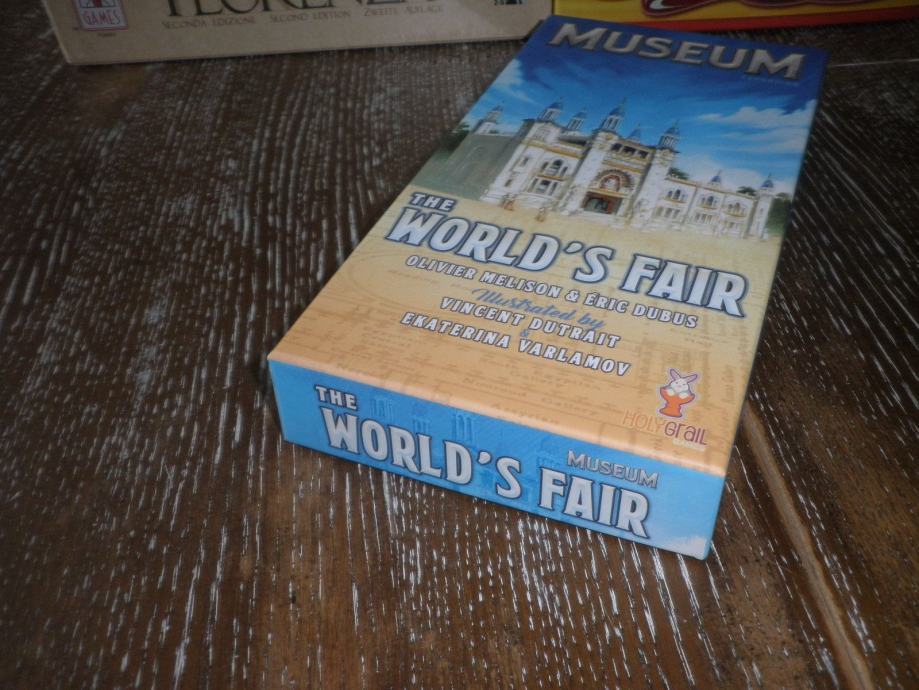 GAMES
SECONDA EDIZIONE SECOND EDITION ZWEITE AUFLAGE
MUSEUM
THE
WORLD'S FAIR
OLIVIER MELISON & ERIC DUBUS
Illustrated by
VINCENT DUTRAIT
&
EKATERINA VARLAMOV
HOLY GRAIL
THE
WORLD'S FAIR
MUSEUM